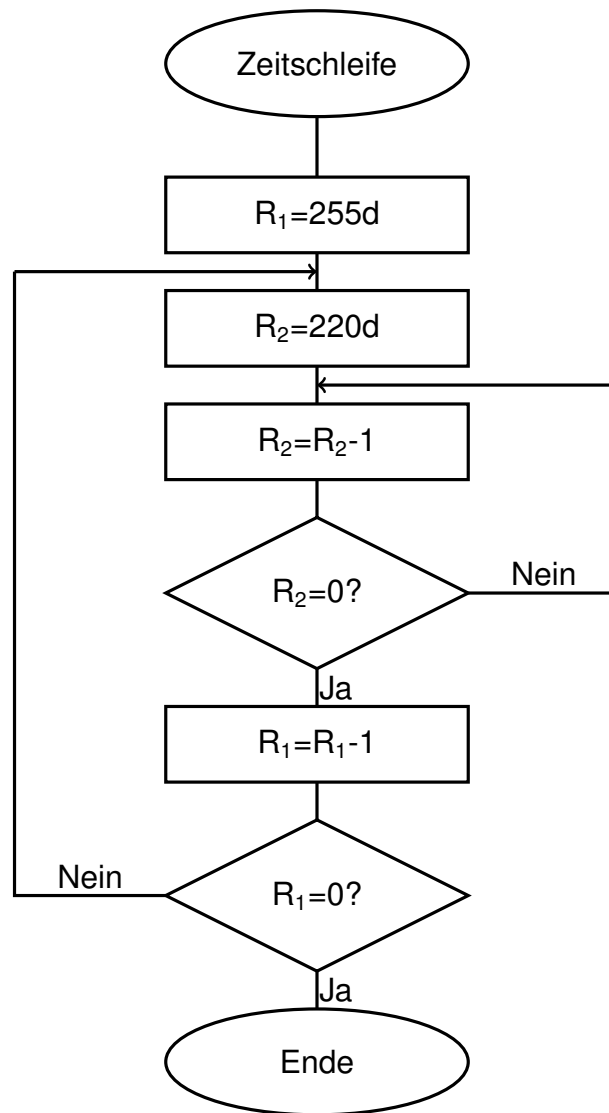 Zeitschleife
R₁=255d
R₂=220d
R₂=R₂-1
R₂=0?
Nein
Ja
R₁=R₁-1
Nein
R₁=0?
Ja
Ende